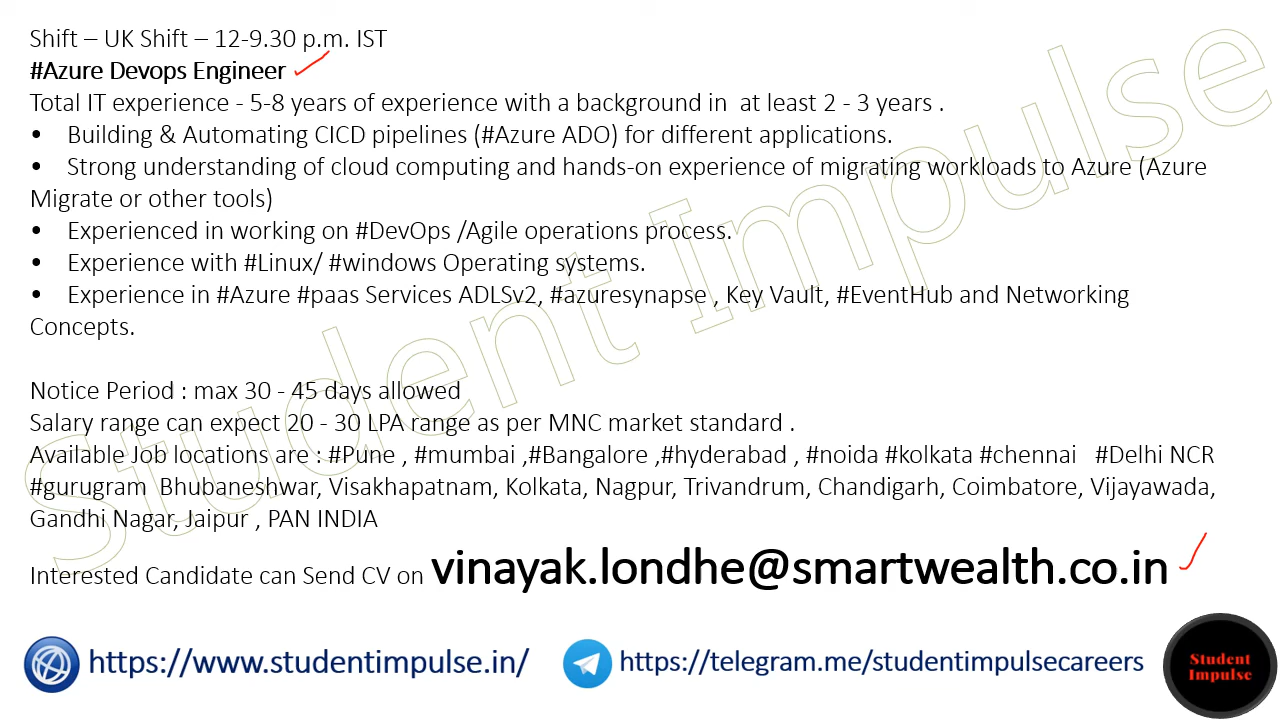 Shift – UK Shift – 12-9.30 p.m. IST
#Azure Devops Engineer
Total IT experience - 5-8 years of experience with a background in  at least 2 - 3 years .
•    Building & Automating CICD pipelines (#Azure ADO) for different applications.
•    Strong understanding of cloud computing and hands-on experience of migrating workloads to Azure (Azure
Migrate or other tools)
•    Experienced in working on #DevOps /Agile operations process.
•    Experience with #Linux/ #windows Operating systems.
•    Experience in #Azure #paas Services ADLSv2, #azuresynapse , Key Vault, #EventHub and Networking
Concepts.
Notice Period : max 30 - 45 days allowed
Salary range can expect 20 - 30 LPA range as per MNC market standard .
Available Job locations are : #Pune , #mumbai ,#Bangalore ,#hyderabad , #noida #kolkata #chennai   #Delhi NCR
#gurugram  Bhubaneshwar, Visakhapatnam, Kolkata, Nagpur, Trivandrum, Chandigarh, Coimbatore, Vijayawada,
Gandhi Nagar, Jaipur , PAN INDIA
Interested Candidate can Send CV on vinayak.londhe@smartwealth.co.in
Student Impulse
https://www.studentimpulse.in/
https://telegram.me/studentimpulsecareers
Student
Impulse